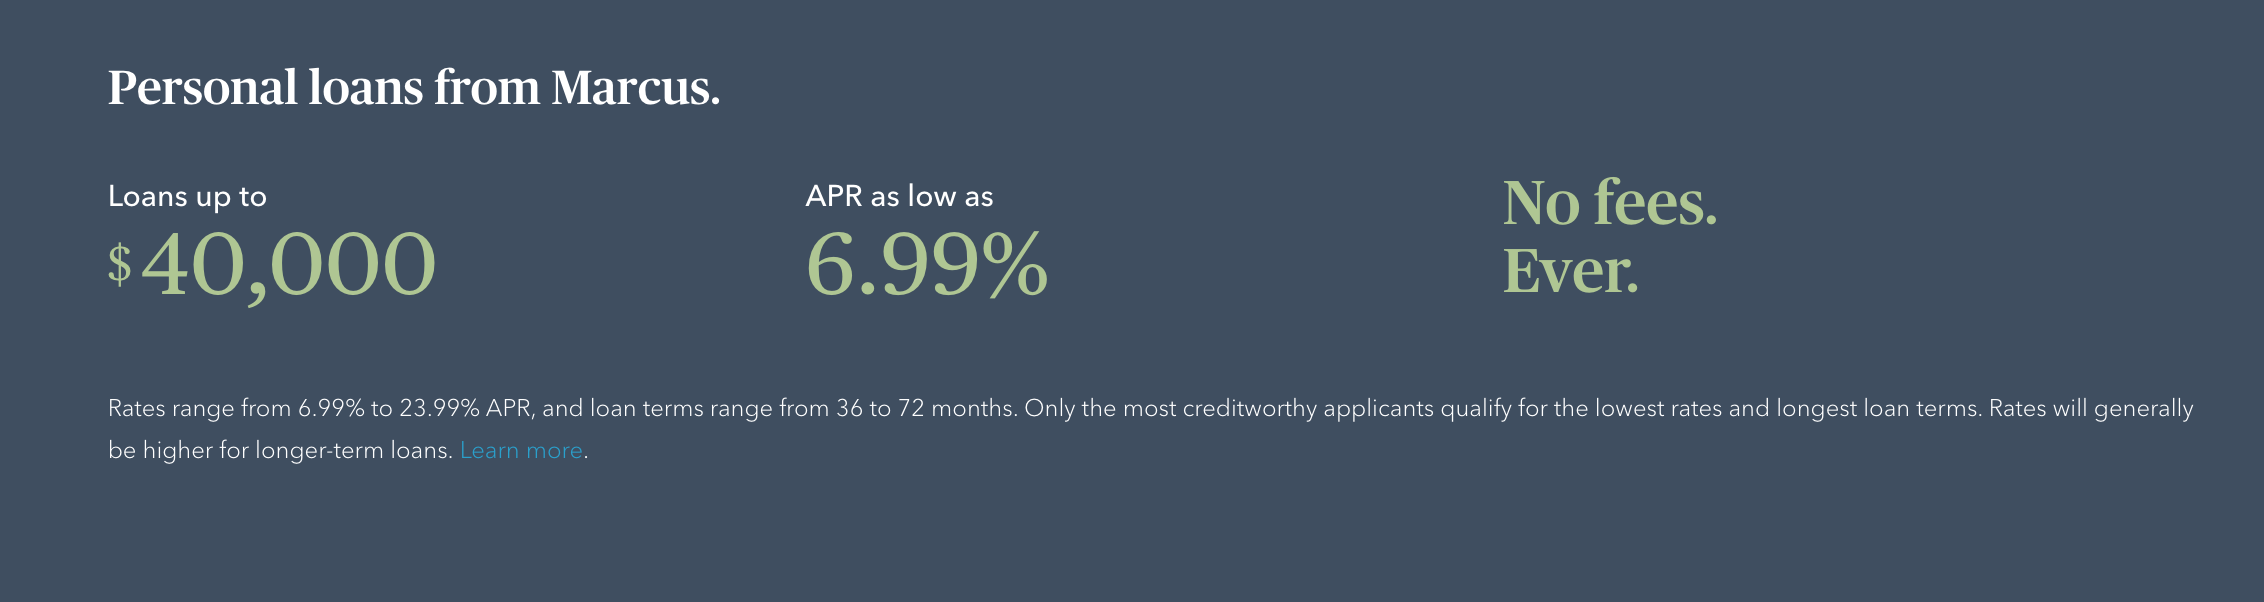 Personal loans from Marcus.
Loans up to
$40,000
APR as low as
6.99%
No fees.
Ever.
Rates range from 6.99% to 23.99% APR, and loan terms range from 36 to 72 months. Only the most creditworthy applicants qualify for the lowest rates and longest loan terms. Rates will generally
be higher for longer-term loans. Learn more.